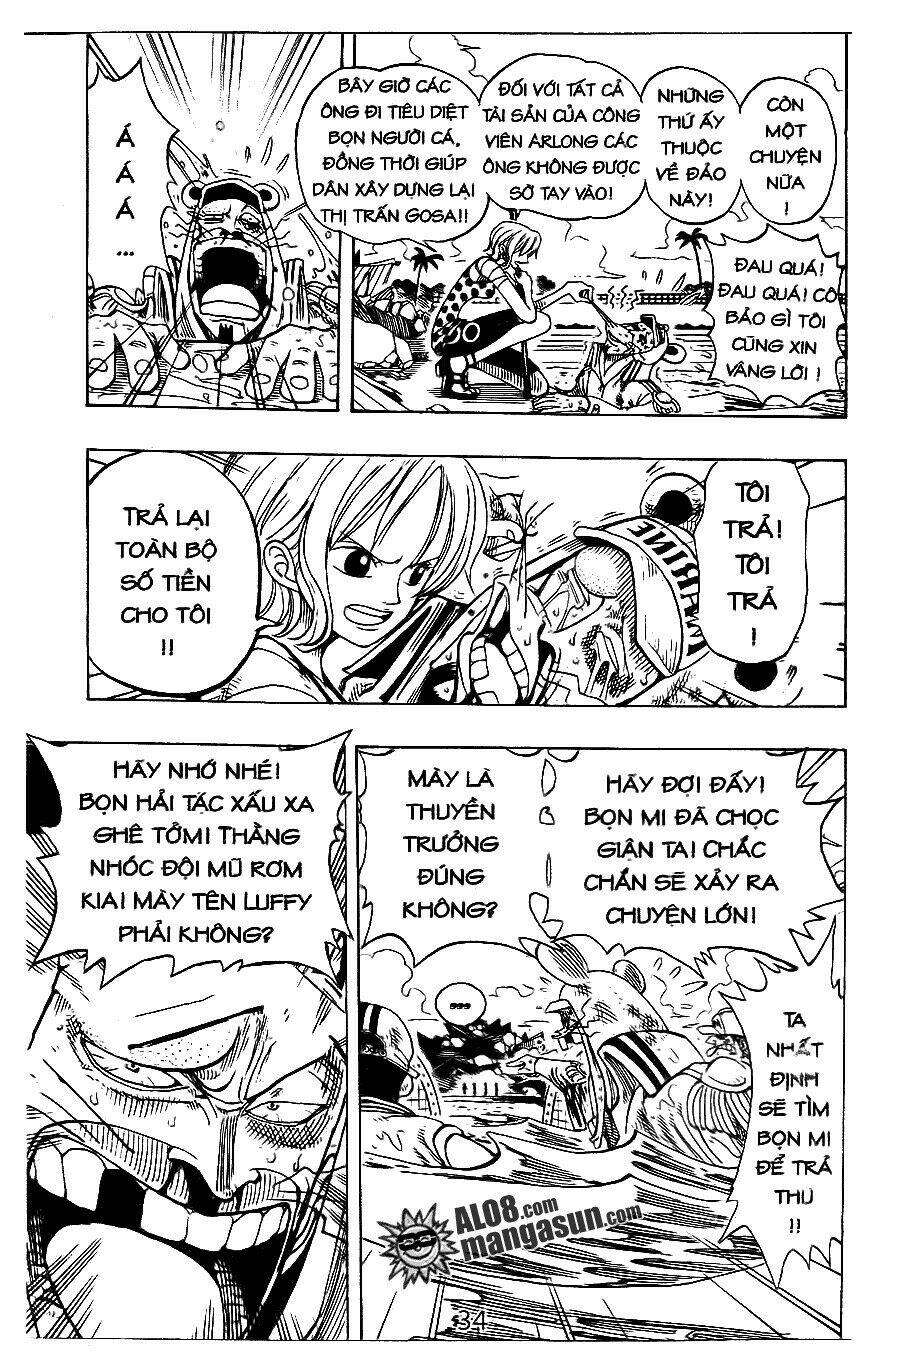 CÒN
MỘT
CHUYỆN
NỮA
!
NHỮNG
THỨ ẤY
THUỘC
VỀ ĐẢO
NÀY!
ĐỐI VỚI TẤT CẢ
TÀI SẢN CỦA CÔNG
VIÊN ARLONG CÁC
ÔNG KHÔNG ĐƯỢC
SỜ TAY VÀO!
BÂY GIỜ CÁC
ÔNG ĐI TIÊU DIỆT
BỌN NGƯỜI CÁ,
ĐỒNG THỜI GIÚP
DÂN XÂY DỰNG LẠI
THỊ TRẤN GOSA!!
ĐAU QUÁ!
ĐAU QUÁ! CÔ
BẢO GÌ TÔI
CŨNG XIN
VÂNG LỜI!
Á
Á
Á
...
TÔI
TRẢ!
TÔI
TRẢ
!
MARINE
TRẢ LẠI
TOÀN BỘ
SỐ TIỀN
CHO TÔI
!!
HÃY ĐỢI ĐẤY!
BỌN MI ĐÃ CHỌC
GIẬN TA! CHẮC
CHẮN SẼ XẢY RA
CHUYỆN LỚN!
MÀY LÀ
THUYỀN
TRƯỞNG
ĐÚNG
KHÔNG?
TA
NHẤT
ĐỊNH
SẼ TÌM
BỌN MI
ĐỂ TRẢ
THÙ
!!
HÃY NHỚ NHÉ!
BỌN HẢI TẶC XẤU XA
GHÊ TỞM! THẰNG
NHÓC ĐỘI MŨ RƠM
KIA! MÀY TÊN LUFFY
PHẢI KHÔNG?
ALO8.com
mangasun.com
34